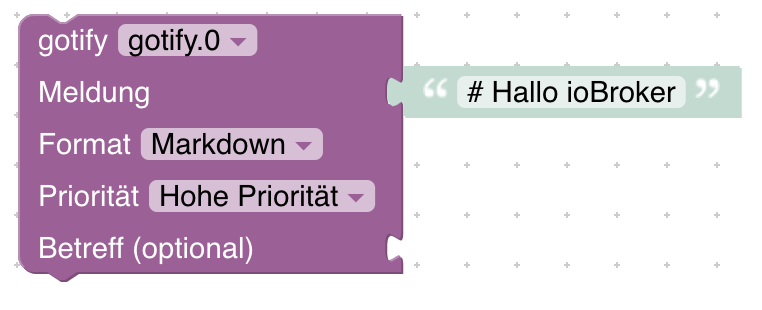 gotify gotify.0
Meldung “ # Hallo ioBroker ”
Format Markdown
Priorität Hohe Priorität
Betreff (optional)